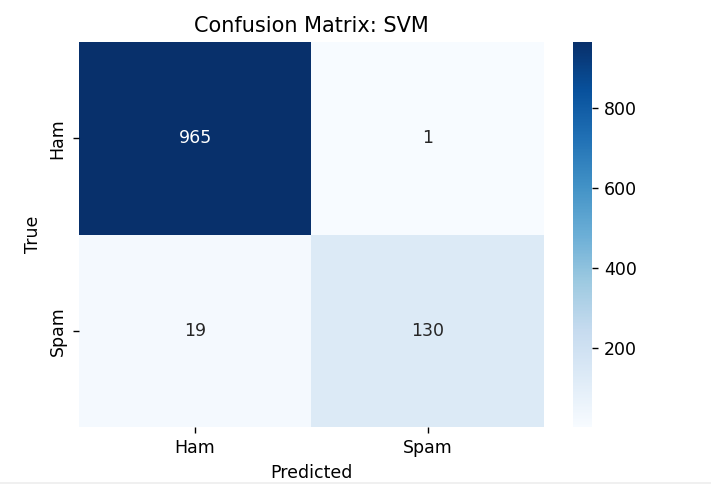 Confusion Matrix: SVM
Ham
965
1
800
600
True
400
Spam
19
130
200
Ham
Spam
Predicted